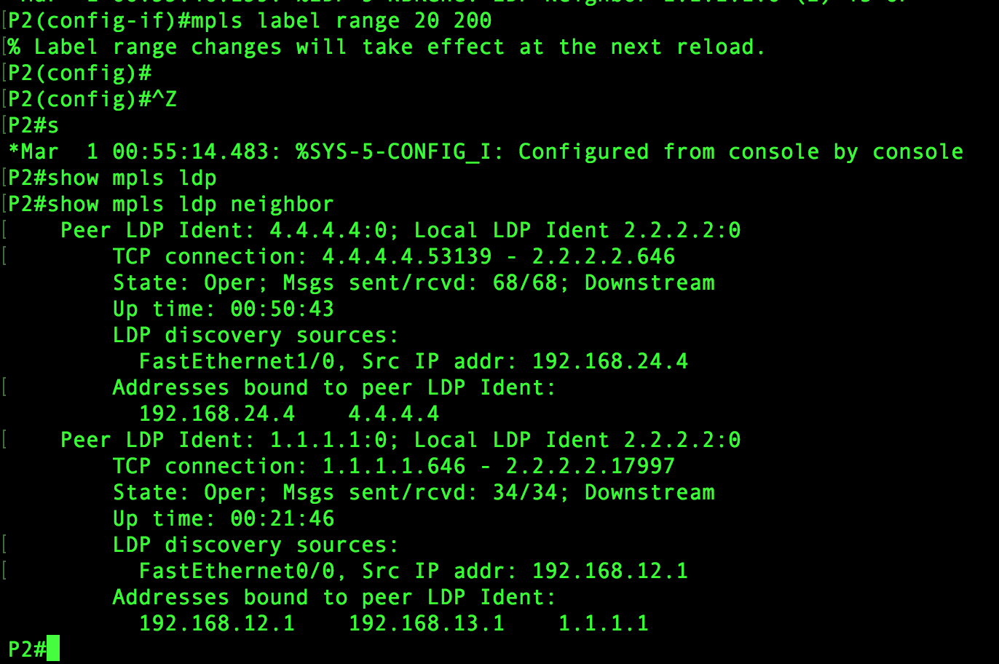 [P2(config-if)#mpls label range 20 200
[% Label range changes will take effect at the next reload.
[P2(config)#
[P2(config)#^Z
[P2#s
*Mar  1 00:55:14.483: %SYS-5-CONFIG_I: Configured from console by console
[P2#show mpls ldp
[P2#show mpls ldp neighbor
[    Peer LDP Ident: 4.4.4.4:0; Local LDP Ident 2.2.2.2:0
[        TCP connection: 4.4.4.4.53139 - 2.2.2.2.646
        State: Oper; Msgs sent/rcvd: 68/68; Downstream
        Up time: 00:50:43
        LDP discovery sources:
          FastEthernet1/0, Src IP addr: 192.168.24.4
[        Addresses bound to peer LDP Ident:
          192.168.24.4    4.4.4.4
[    Peer LDP Ident: 1.1.1.1:0; Local LDP Ident 2.2.2.2:0
        TCP connection: 1.1.1.1.646 - 2.2.2.2.17997
        State: Oper; Msgs sent/rcvd: 34/34; Downstream
        Up time: 00:21:46
[        LDP discovery sources:
[          FastEthernet0/0, Src IP addr: 192.168.12.1
        Addresses bound to peer LDP Ident:
          192.168.12.1    192.168.13.1    1.1.1.1
P2#